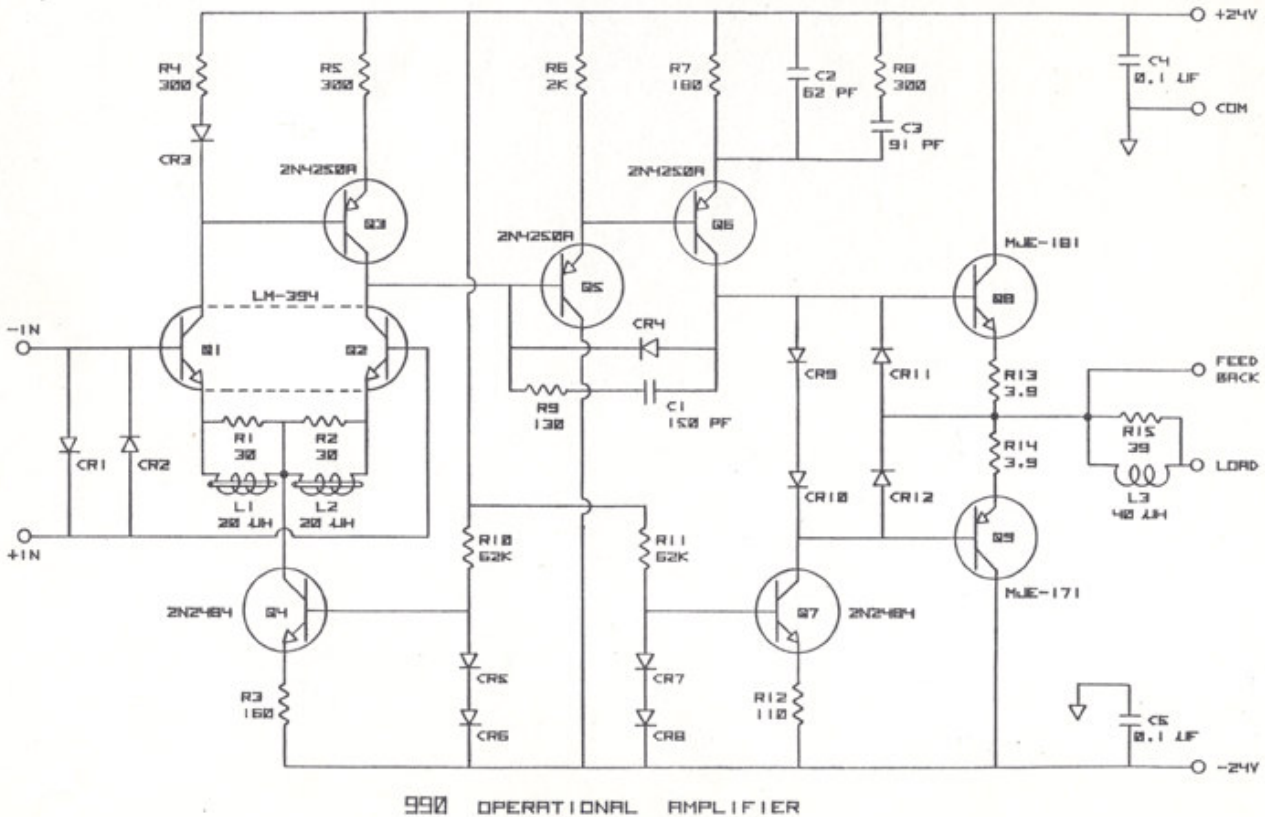 +24V
R4
300
R5
300
R6
2K
R7
180
C2
62 PF
R8
300
C4
0.1 UF
COM
C3
91 PF
CR3
2N4250A
2N4250A
Q3
Q6
2N4250A
Q5
MJE-181
Q8
LM-394
-IN
Q1
Q2
CR4
CR9
CR11
R13
3.9
FEED
BACK
R9
130
C1
150 PF
R1
30
R2
30
R14
3.9
R15
39
LOAD
CR1
CR2
L1
20 UH
L2
20 UH
CR10
CR12
L3
40 UH
+IN
R10
62K
R11
62K
Q9
MJE-171
2N2484
Q4
Q7
2N2484
CR5
CR7
R3
160
R12
110
CR6
CR8
C5
0.1 UF
-24V
990 OPERATIONAL AMPLIFIER